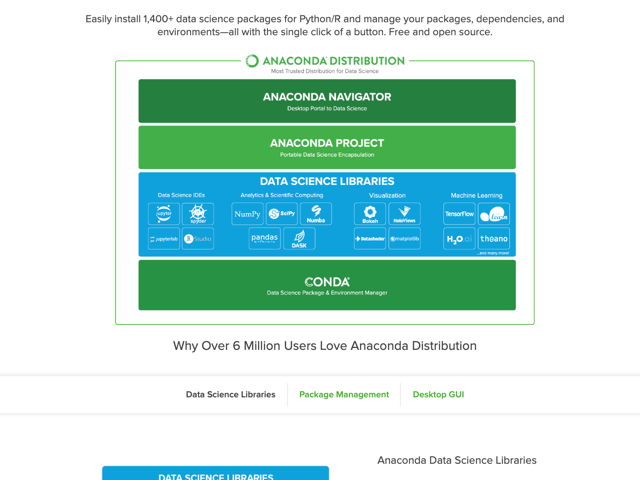 Easily install 1,400+ data science packages for Python/R and manage your packages, dependencies, and
environments—all with the single click of a button. Free and open source.
ANACONDA DISTRIBUTION
Most Trusted Distribution for Data Science
ANACONDA NAVIGATOR
Desktop Portal to Data Science
ANACONDA PROJECT
Portable Data Science Encapsulation
DATA SCIENCE LIBRARIES
Data Science IDEs
Analytics & Scientific Computing
Visualization
Machine Learning
jupyter
spyder
NumPy
SciPy
Numba
Bokeh
HoloViews
TensorFlow
learn
jupyterlab
R Studio
pandas
DASK
Datashader
matplotlib
H2O.ai
theano
...and many more!
CONDA
Data Science Package & Environment Manager
Why Over 6 Million Users Love Anaconda Distribution
Data Science Libraries
Package Management
Desktop GUI
Anaconda Data Science Libraries
DATA SCIENCE LIBRARIES